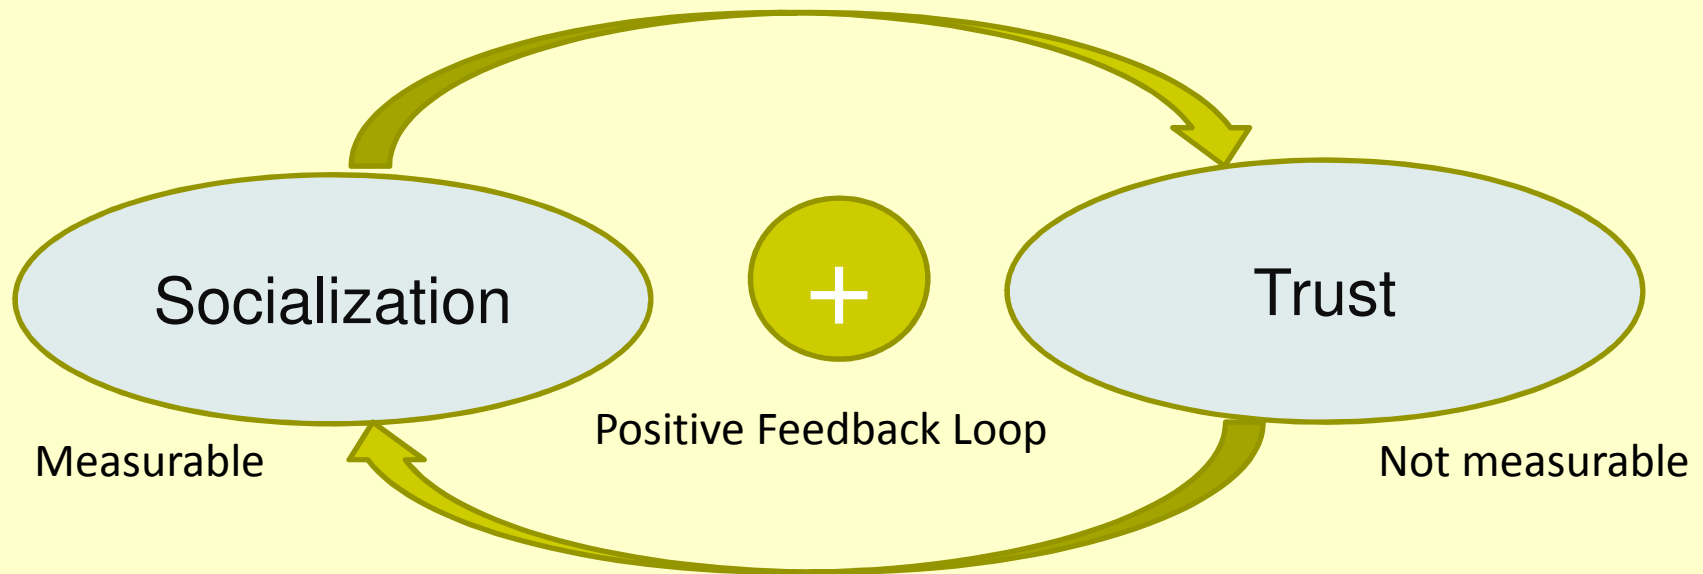 Socialization
+
Trust
Positive Feedback Loop
Measurable
Not measurable